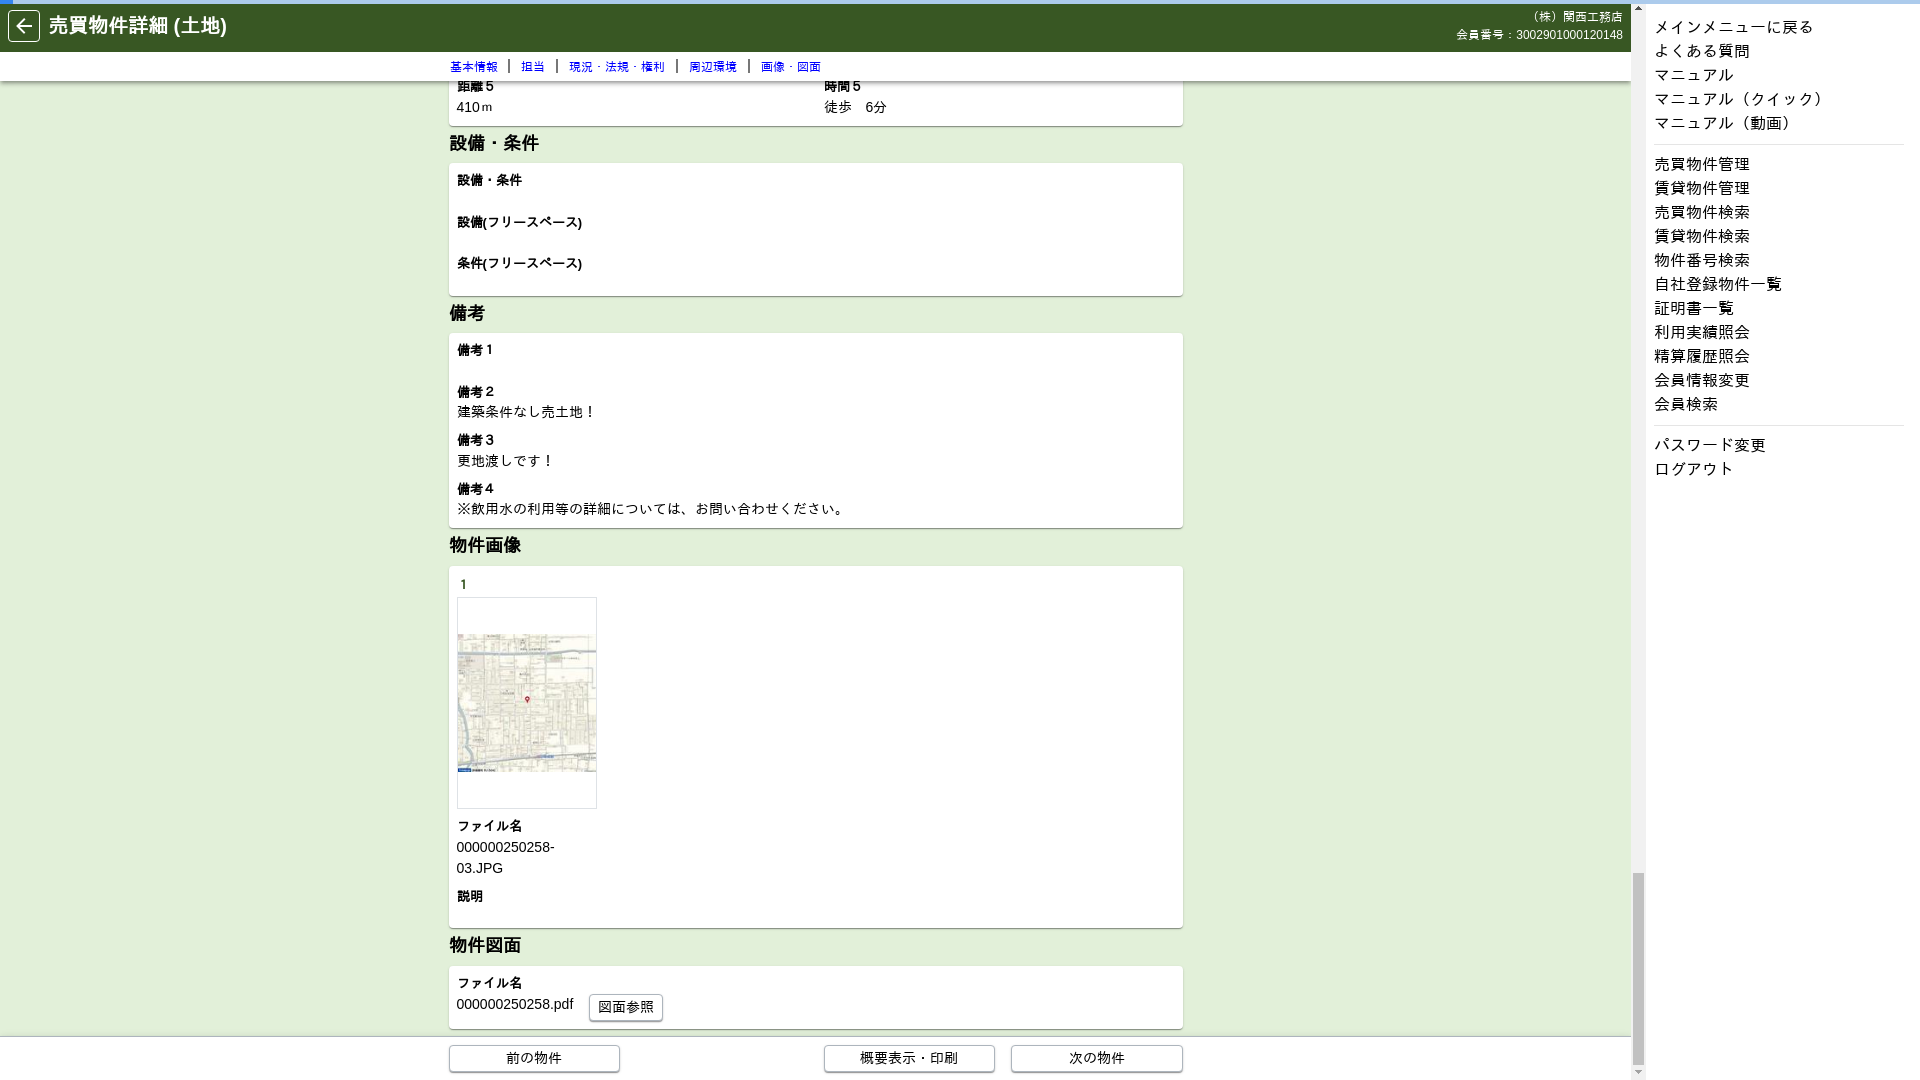 売買物件詳細 (土地)
（株）関西工務店
会員番号：3002901000120148
基本情報 | 担当 | 現況・法規・権利 | 周辺環境 | 画像・図面
距離５ 時間５
410ｍ 徒歩　6分
設備・条件
設備・条件
設備(フリースペース)
条件(フリースペース)
備考
備考１
備考２
建築条件なし売土地！
備考３
更地渡しです！
備考４
※飲用水の利用等の詳細については、お問い合わせください。
物件画像
１
ファイル名
000000250258-
03.JPG
説明
物件図面
ファイル名
000000250258.pdf 図面参照
前の物件 概要表示・印刷 次の物件
メインメニューに戻る
よくある質問
マニュアル
マニュアル（クイック）
マニュアル（動画）
売買物件管理
賃貸物件管理
売買物件検索
賃貸物件検索
物件番号検索
自社登録物件一覧
証明書一覧
利用実績照会
精算履歴照会
会員情報変更
会員検索
パスワード変更
ログアウト